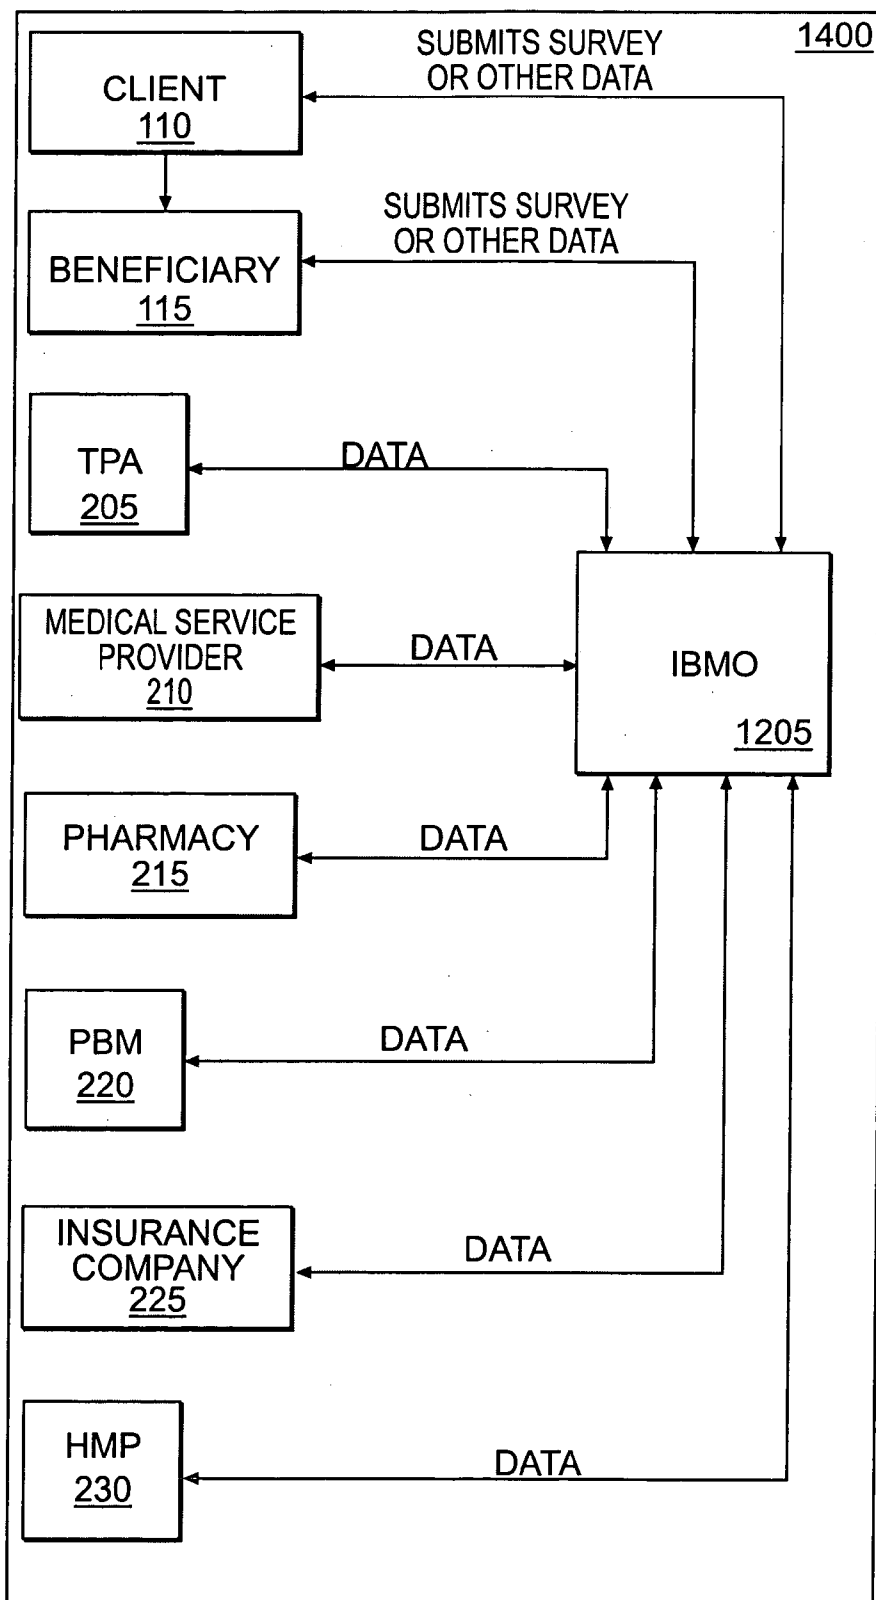 1400
SUBMITS SURVEY
OR OTHER DATA
CLIENT
110
SUBMITS SURVEY
OR OTHER DATA
BENEFICIARY
115
DATA
TPA
205
MEDICAL SERVICE
PROVIDER
210
DATA
IBMO
1205
PHARMACY
215
DATA
PBM
220
DATA
INSURANCE
COMPANY
225
DATA
HMP
230
DATA